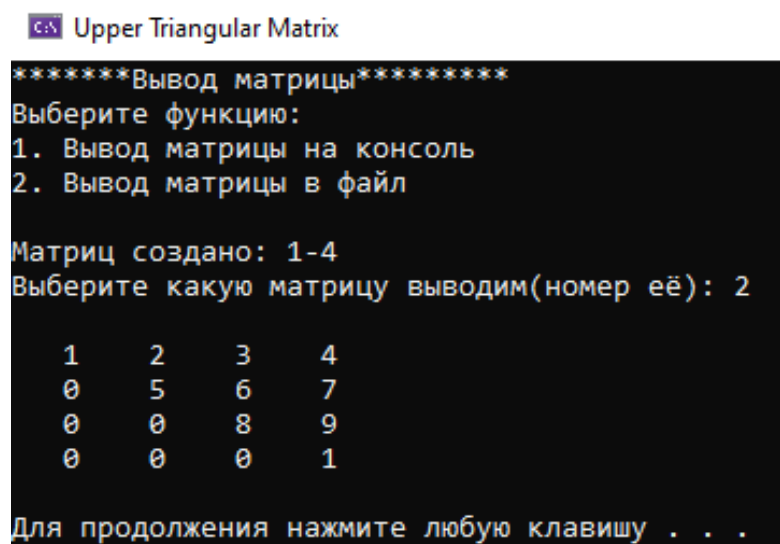 Upper Triangular Matrix
*******Вывод матрицы*********
Выберите функцию:
1. Вывод матрицы на консоль
2. Вывод матрицы в файл
Матриц создано: 1-4
Выберите какую матрицу выводим(номер её): 2
1 2 3 4
0 5 6 7
0 0 8 9
0 0 0 1
Для продолжения нажмите любую клавишу . . .